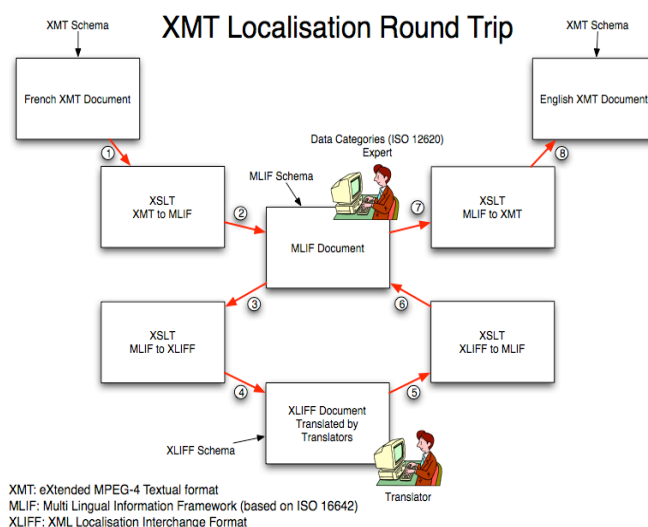 XMT Localisation Round Trip
XMT Schema
XMT Schema
French XMT Document
English XMT Document
1
8
Data Categories (ISO 12620)
Expert
MLIF Schema
XSLT
XMT to MLIF
2
MLIF Document
7
XSLT
MLIF to XMT
3
6
XSLT
MLIF to XLIFF
XSLT
XLIFF to MLIF
4
5
XLIFF Document
Translated by
Translators
XLIFF Schema
Translator
XMT: eXtended MPEG-4 Textual format
MLIF: Multi Lingual Information Framework (based on ISO 16642)
XLIFF: XML Localisation Interchange Format